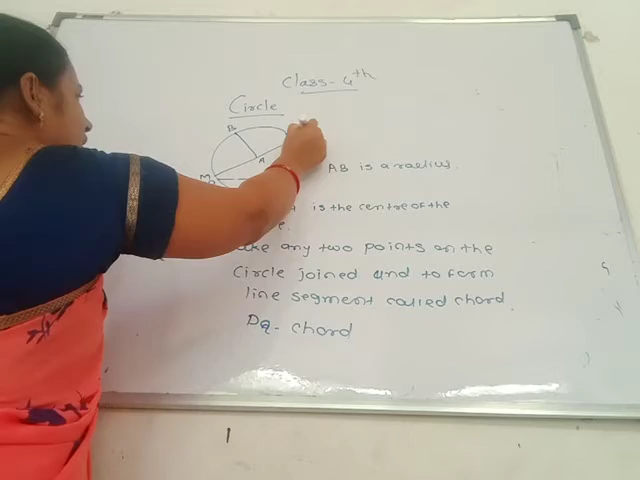 Class - 4th
Circle
B
A
M
AB is a radius.
is the centre of the
any two points on the
Circle joined and to form
line segment called chord.
PQ - chord